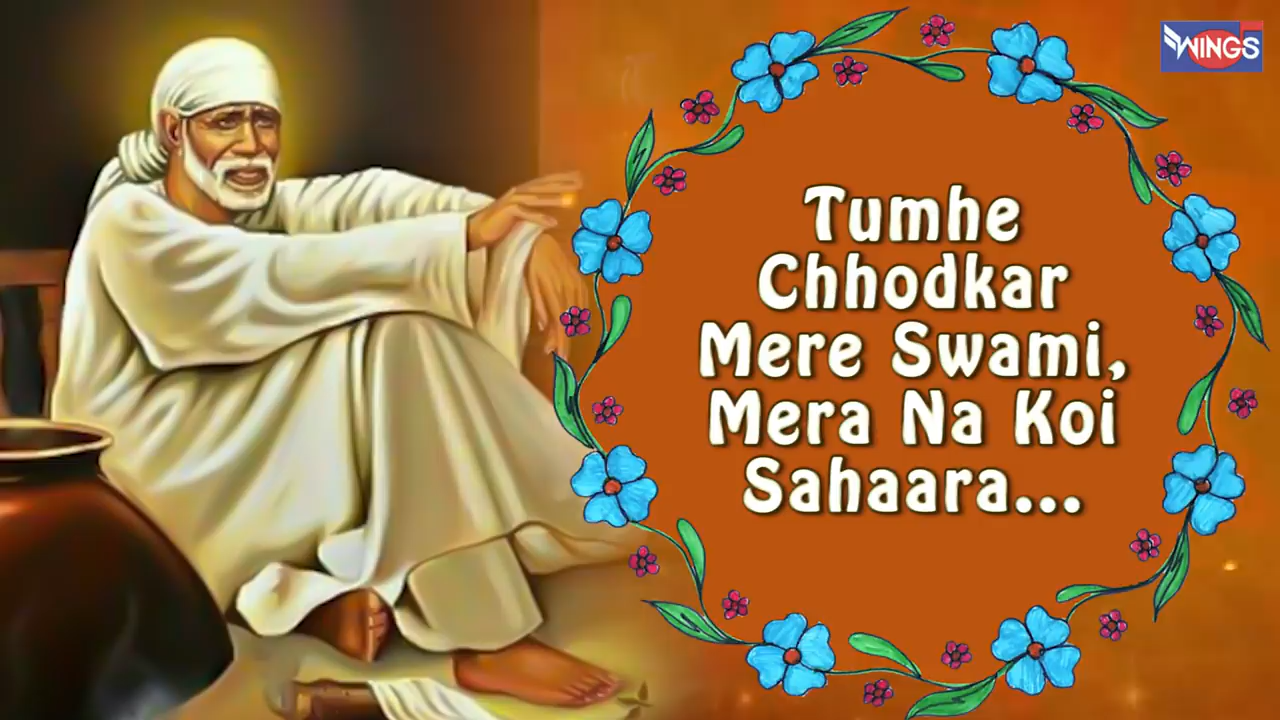 WINGS
Tumhe
Chhodkar
Mere Swami,
Mera Na Koi
Sahaara...